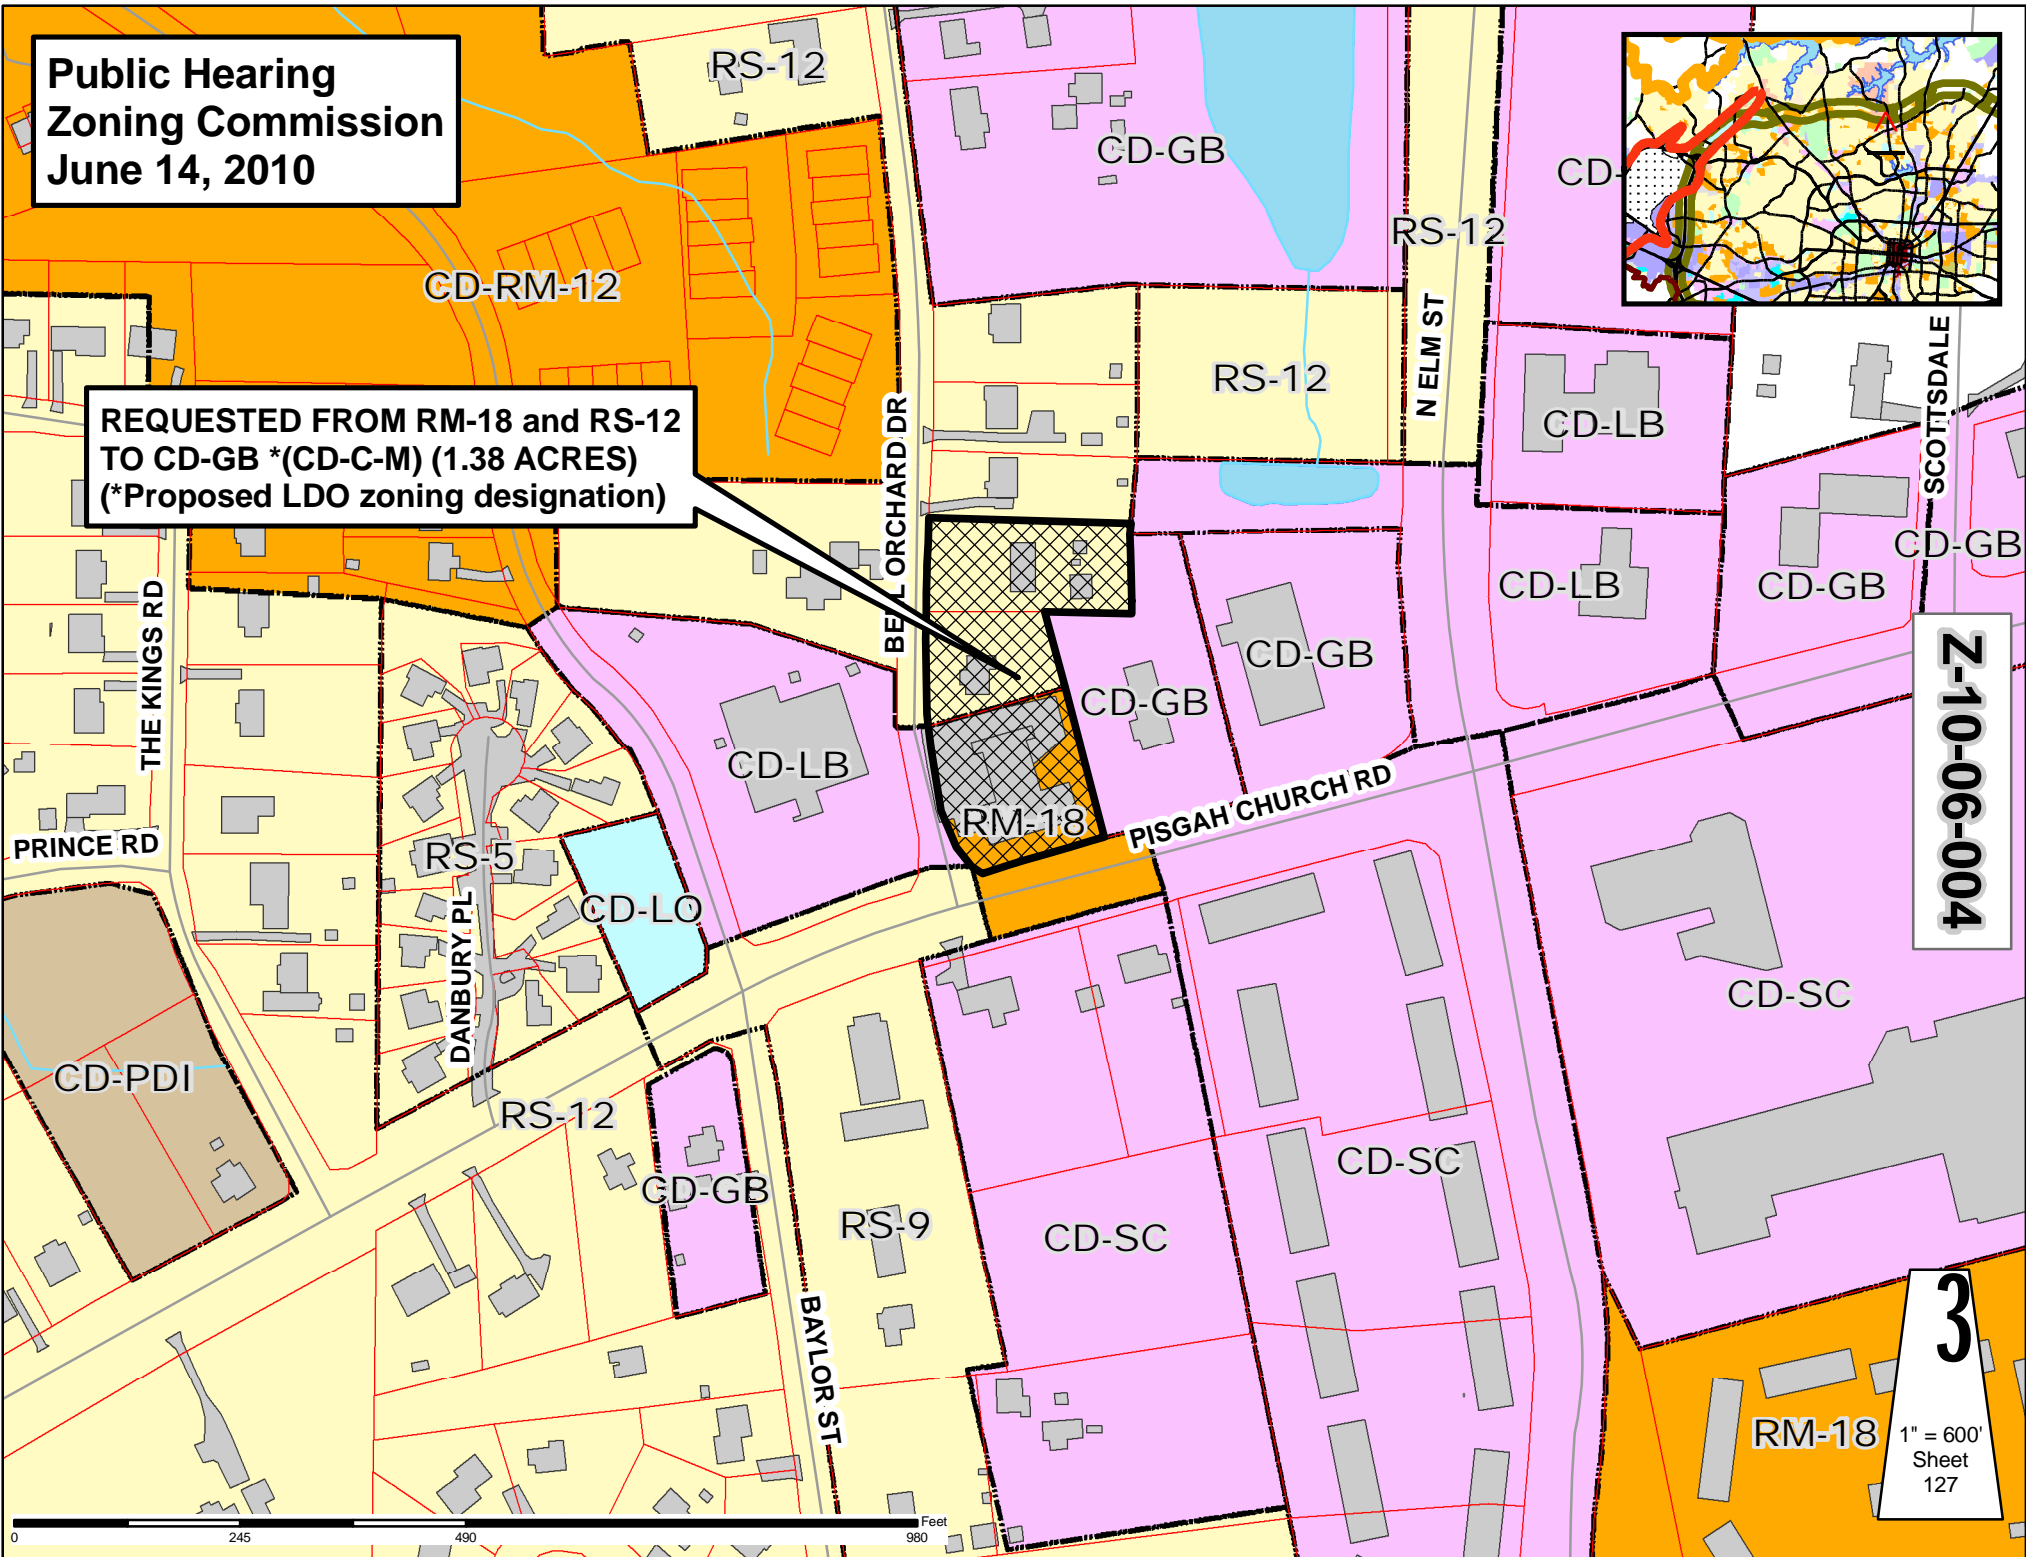 Public Hearing
Zoning Commission
June 14, 2010
RS-12
CD-GB
CD-
RS-12
CD-RM-12
N ELM ST
SCOTTSDALE
RS-12
CD-LB
REQUESTED FROM RM-18 and RS-12
TO CD-GB *(CD-C-M) (1.38 ACRES)
(*Proposed LDO zoning designation)
BELL ORCHARD DR
CD-GB
CD-LB
CD-GB
THE KINGS RD
CD-GB
CD-GB
CD-LB
Z-10-06-004
RM-18
PISGAH CHURCH RD
PRINCE RD
RS-5
CD-LO
DANBURY PL
CD-SC
CD-PDI
RS-12
CD-SC
CD-GB
RS-9
CD-SC
BAYLOR ST
3
RM-18
1" = 600'
Sheet
127
0 245 490 980 Feet